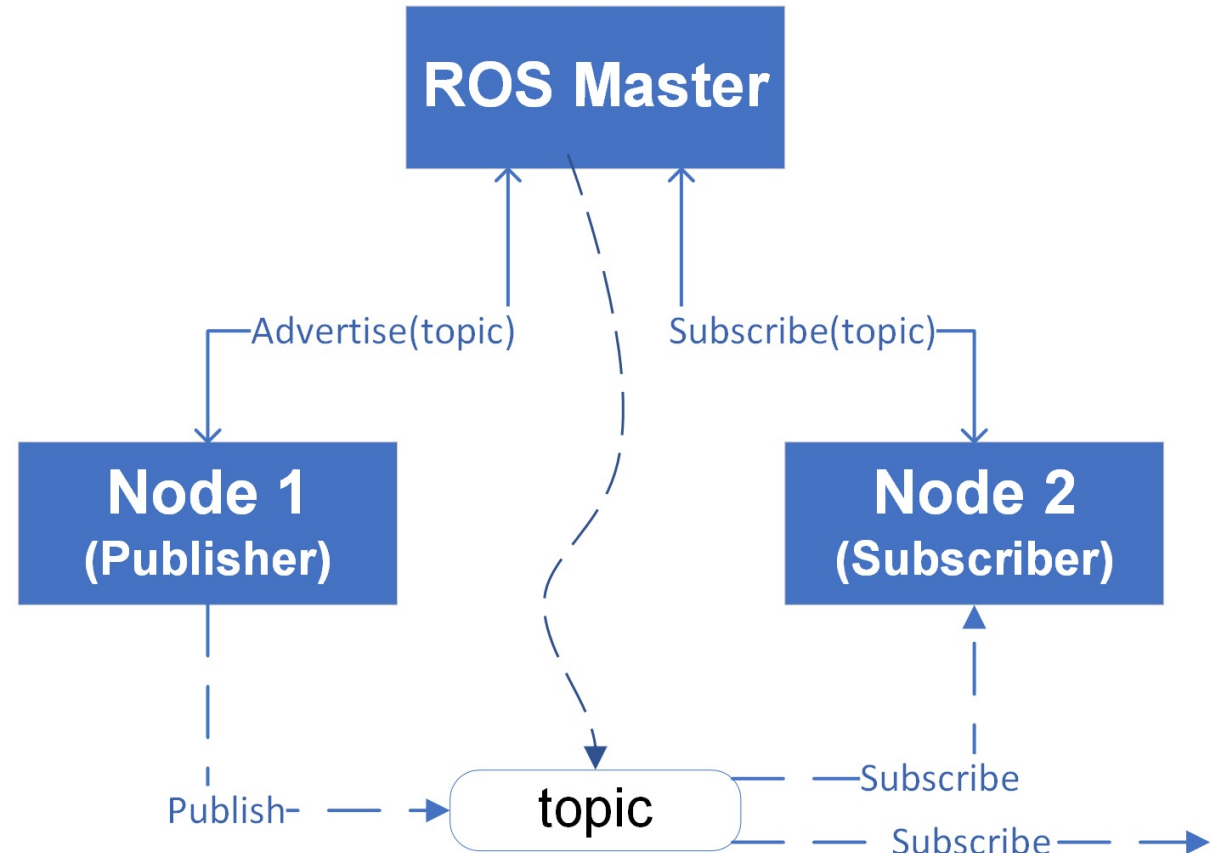 ROS Master
Advertise(topic)
Subscribe(topic)
Node 1
(Publisher)
Node 2
(Subscriber)
Subscribe
Publish
topic
Subscribe